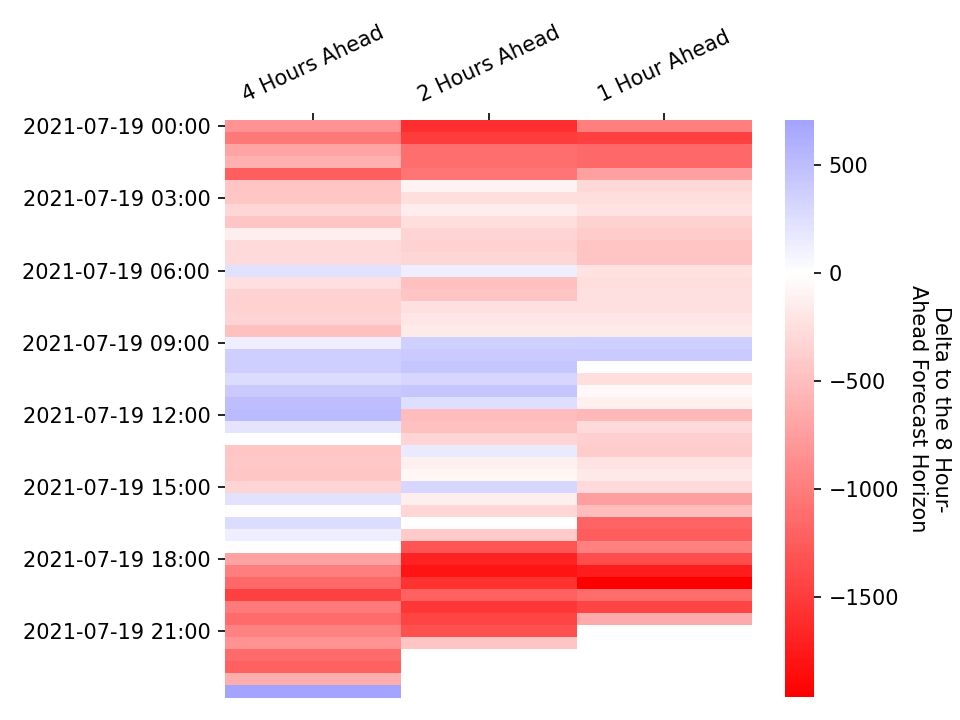 4 Hours Ahead
2 Hours Ahead
1 Hour Ahead
2021-07-19 00:00
2021-07-19 03:00
2021-07-19 06:00
2021-07-19 09:00
2021-07-19 12:00
2021-07-19 15:00
2021-07-19 18:00
2021-07-19 21:00
500
0
−500
−1000
−1500
Delta to the 8 Hour-
Ahead Forecast Horizon